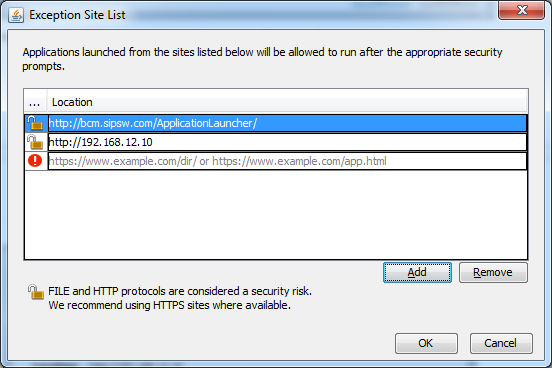 Exception Site List
Applications launched from the sites listed below will be allowed to run after the appropriate security
prompts.
... Location
http://bcm.sipsw.com/ApplicationLauncher/
http://192.168.12.10
https://www.example.com/dir/ or https://www.example.com/app.html
Add Remove
FILE and HTTP protocols are considered a security risk.
We recommend using HTTPS sites where available.
OK Cancel